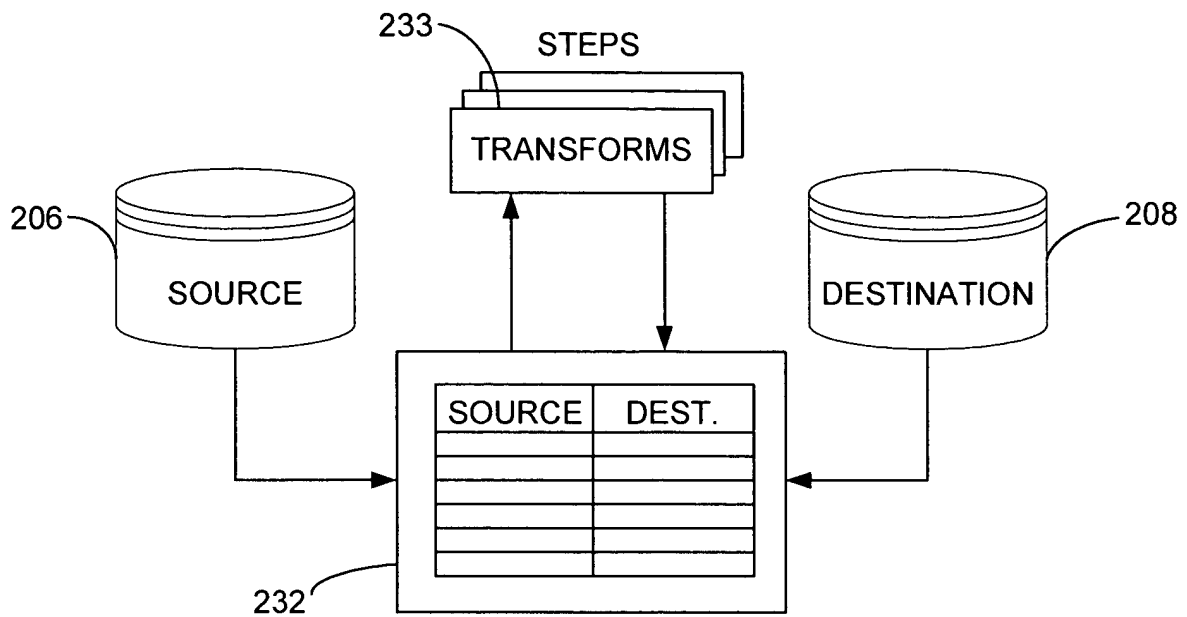 233
STEPS
TRANSFORMS
206
SOURCE
208
DESTINATION
SOURCE DEST.
232